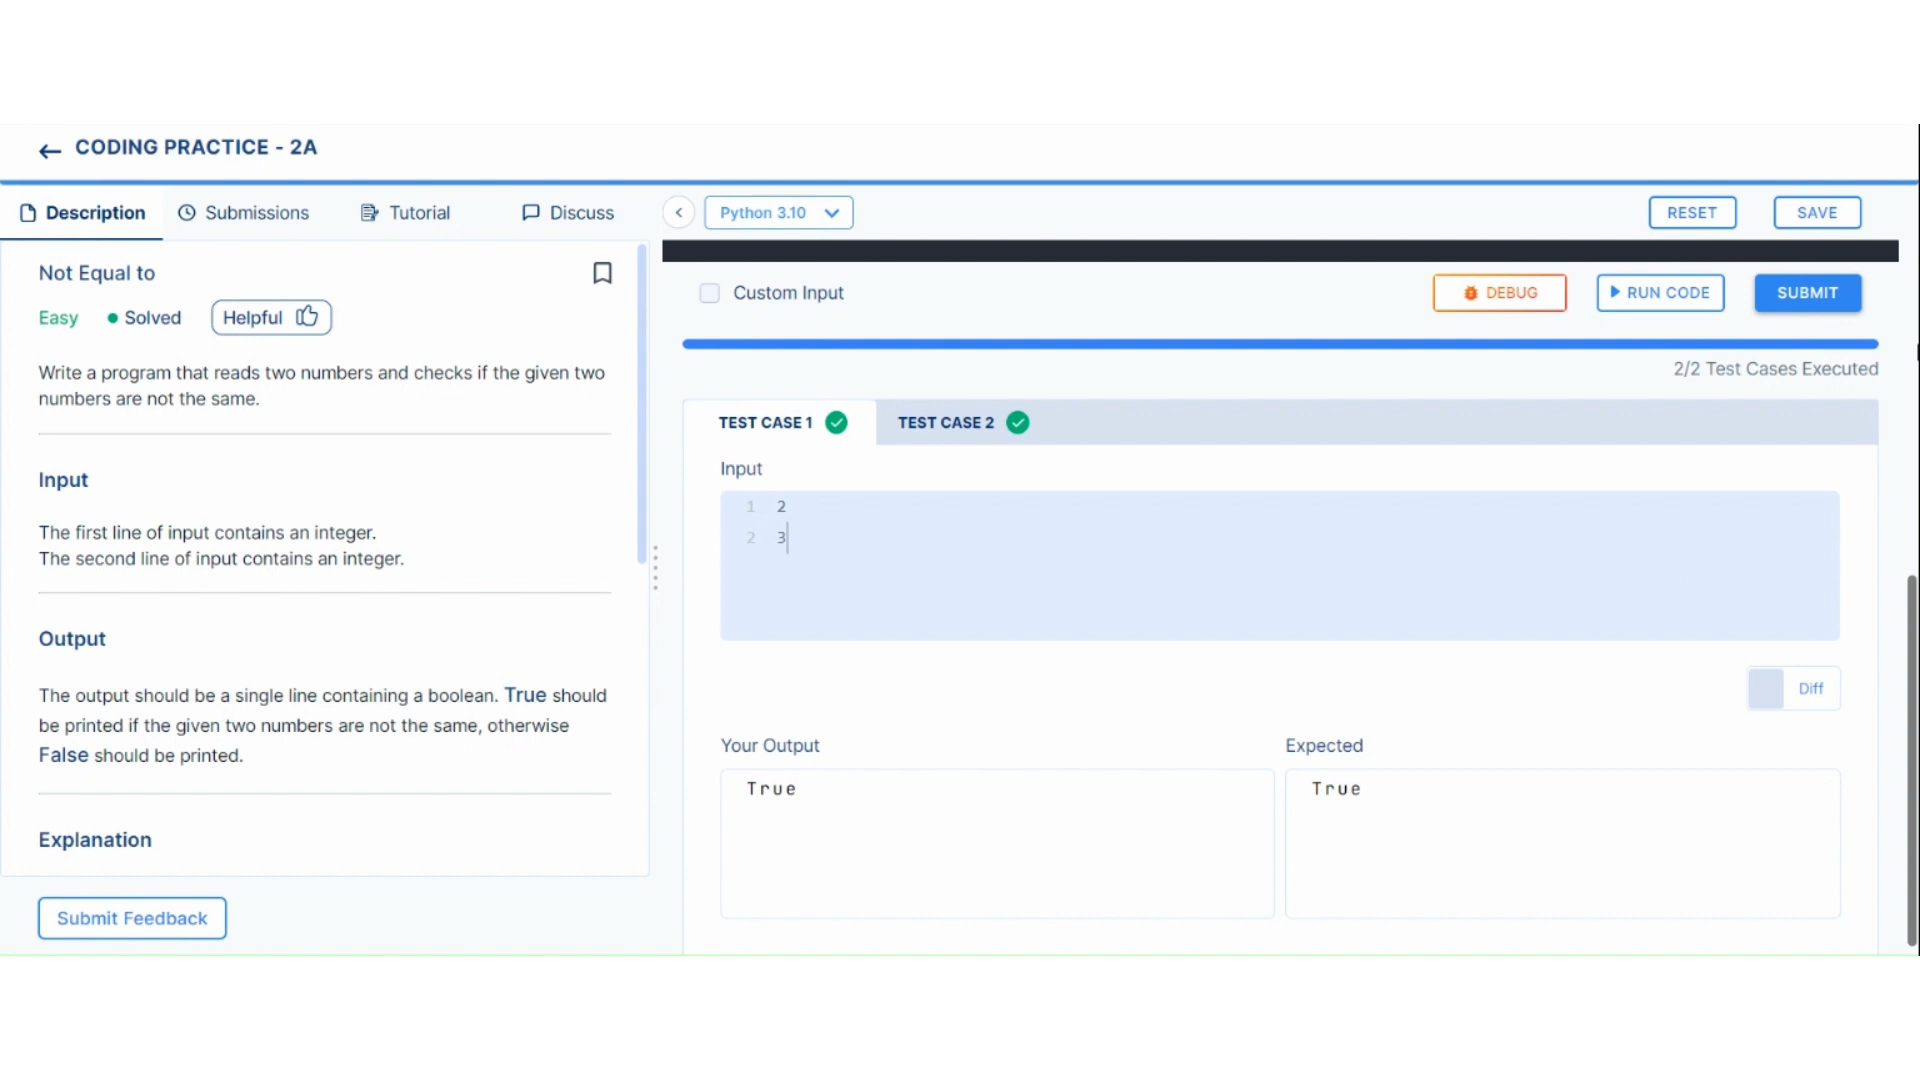 CODING PRACTICE - 2A
Description
Submissions
Tutorial
Discuss
Python 3.10
RESET
SAVE
Not Equal to
Easy
Solved
Helpful
Write a program that reads two numbers and checks if the given two
numbers are not the same.
Input
The first line of input contains an integer.
The second line of input contains an integer.
Output
The output should be a single line containing a boolean. True should
be printed if the given two numbers are not the same, otherwise
False should be printed.
Explanation
Submit Feedback
Custom Input
DEBUG
RUN CODE
SUBMIT
2/2 Test Cases Executed
TEST CASE 1
TEST CASE 2
Input
1 2
2 3
Diff
Your Output
True
Expected
True